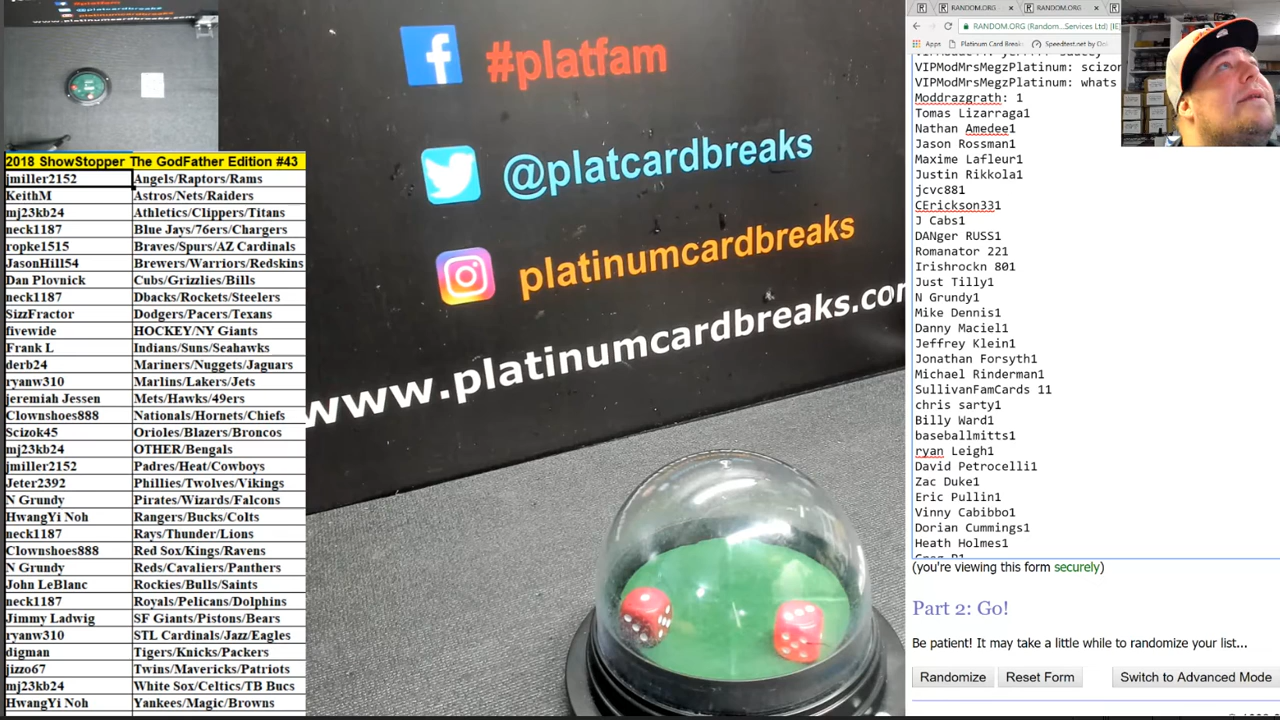 www.platinumcardbreaks
2018 ShowStopper The GodFather Edition #43
jmiller2152 Angels/Raptors/Rams
KeithM Astros/Nets/Raiders
mj23kb24 Athletics/Clippers/Titans
neck1187 Blue Jays/76ers/Chargers
ropke1515 Braves/Spurs/AZ Cardinals
JasonHill54 Brewers/Warriors/Redskins
Dan Plovnick Cubs/Grizzlies/Bills
neck1187 Dbacks/Rockets/Steelers
SizzFractor Dodgers/Pacers/Texans
fivewide HOCKEY/NY Giants
Frank L Indians/Suns/Seahawks
derb24 Mariners/Nuggets/Jaguars
ryanw310 Marlins/Lakers/Jets
jeremiah Jessen Mets/Hawks/49ers
Clownshoes888 Nationals/Hornets/Chiefs
Scizok45 Orioles/Blazers/Broncos
mj23kb24 OTHER/Bengals
jmiller2152 Padres/Heat/Cowboys
Jeter2392 Phillies/Twolves/Vikings
N Grundy Pirates/Wizards/Falcons
HwangYi Noh Rangers/Bucks/Colts
neck1187 Rays/Thunder/Lions
Clownshoes888 Red Sox/Kings/Ravens
N Grundy Reds/Cavaliers/Panthers
John LeBlanc Rockies/Bulls/Saints
neck1187 Royals/Pelicans/Dolphins
Jimmy Ladwig SF Giants/Pistons/Bears
ryanw310 STL Cardinals/Jazz/Eagles
digman Tigers/Knicks/Packers
jizzo67 Twins/Mavericks/Patriots
mj23kb24 White Sox/Celtics/TB Bucs
HwangYi Noh Yankees/Magic/Browns
#platfam
@platcardbreaks
platinumcardbreaks
www.platinumcardbreaks.com
RANDOM.ORG RANDOM.ORG
RANDOM.ORG (Random...Services Ltd) [IE]
Apps Platinum Card Breaks Speedtest.net by
VIPModMrsMegzPlatinum: scizo
VIPModMrsMegzPlatinum: whats
Moddrazgrath: 1
Tomas Lizarraga1
Nathan Amedee1
Jason Rossman1
Maxime Lafleur1
Justin Rikkola1
jcvc881
CErickson331
J Cabs1
DANger RUSS1
Romanator 221
Irishrockn 801
Just Tilly1
N Grundy1
Mike Dennis1
Danny Maciel1
Jeffrey Klein1
Jonathan Forsyth1
Michael Rinderman1
SullivanFamCards 11
chris sarty1
Billy Ward1
baseballmitts1
ryan Leigh1
David Petrocelli1
Zac Duke1
Eric Pullin1
Vinny Cabibbo1
Dorian Cummings1
Heath Holmes1
(you're viewing this form securely)
Part 2: Go!
Be patient! It may take a little while to randomize your list...
Randomize Reset Form Switch to Advanced Mode